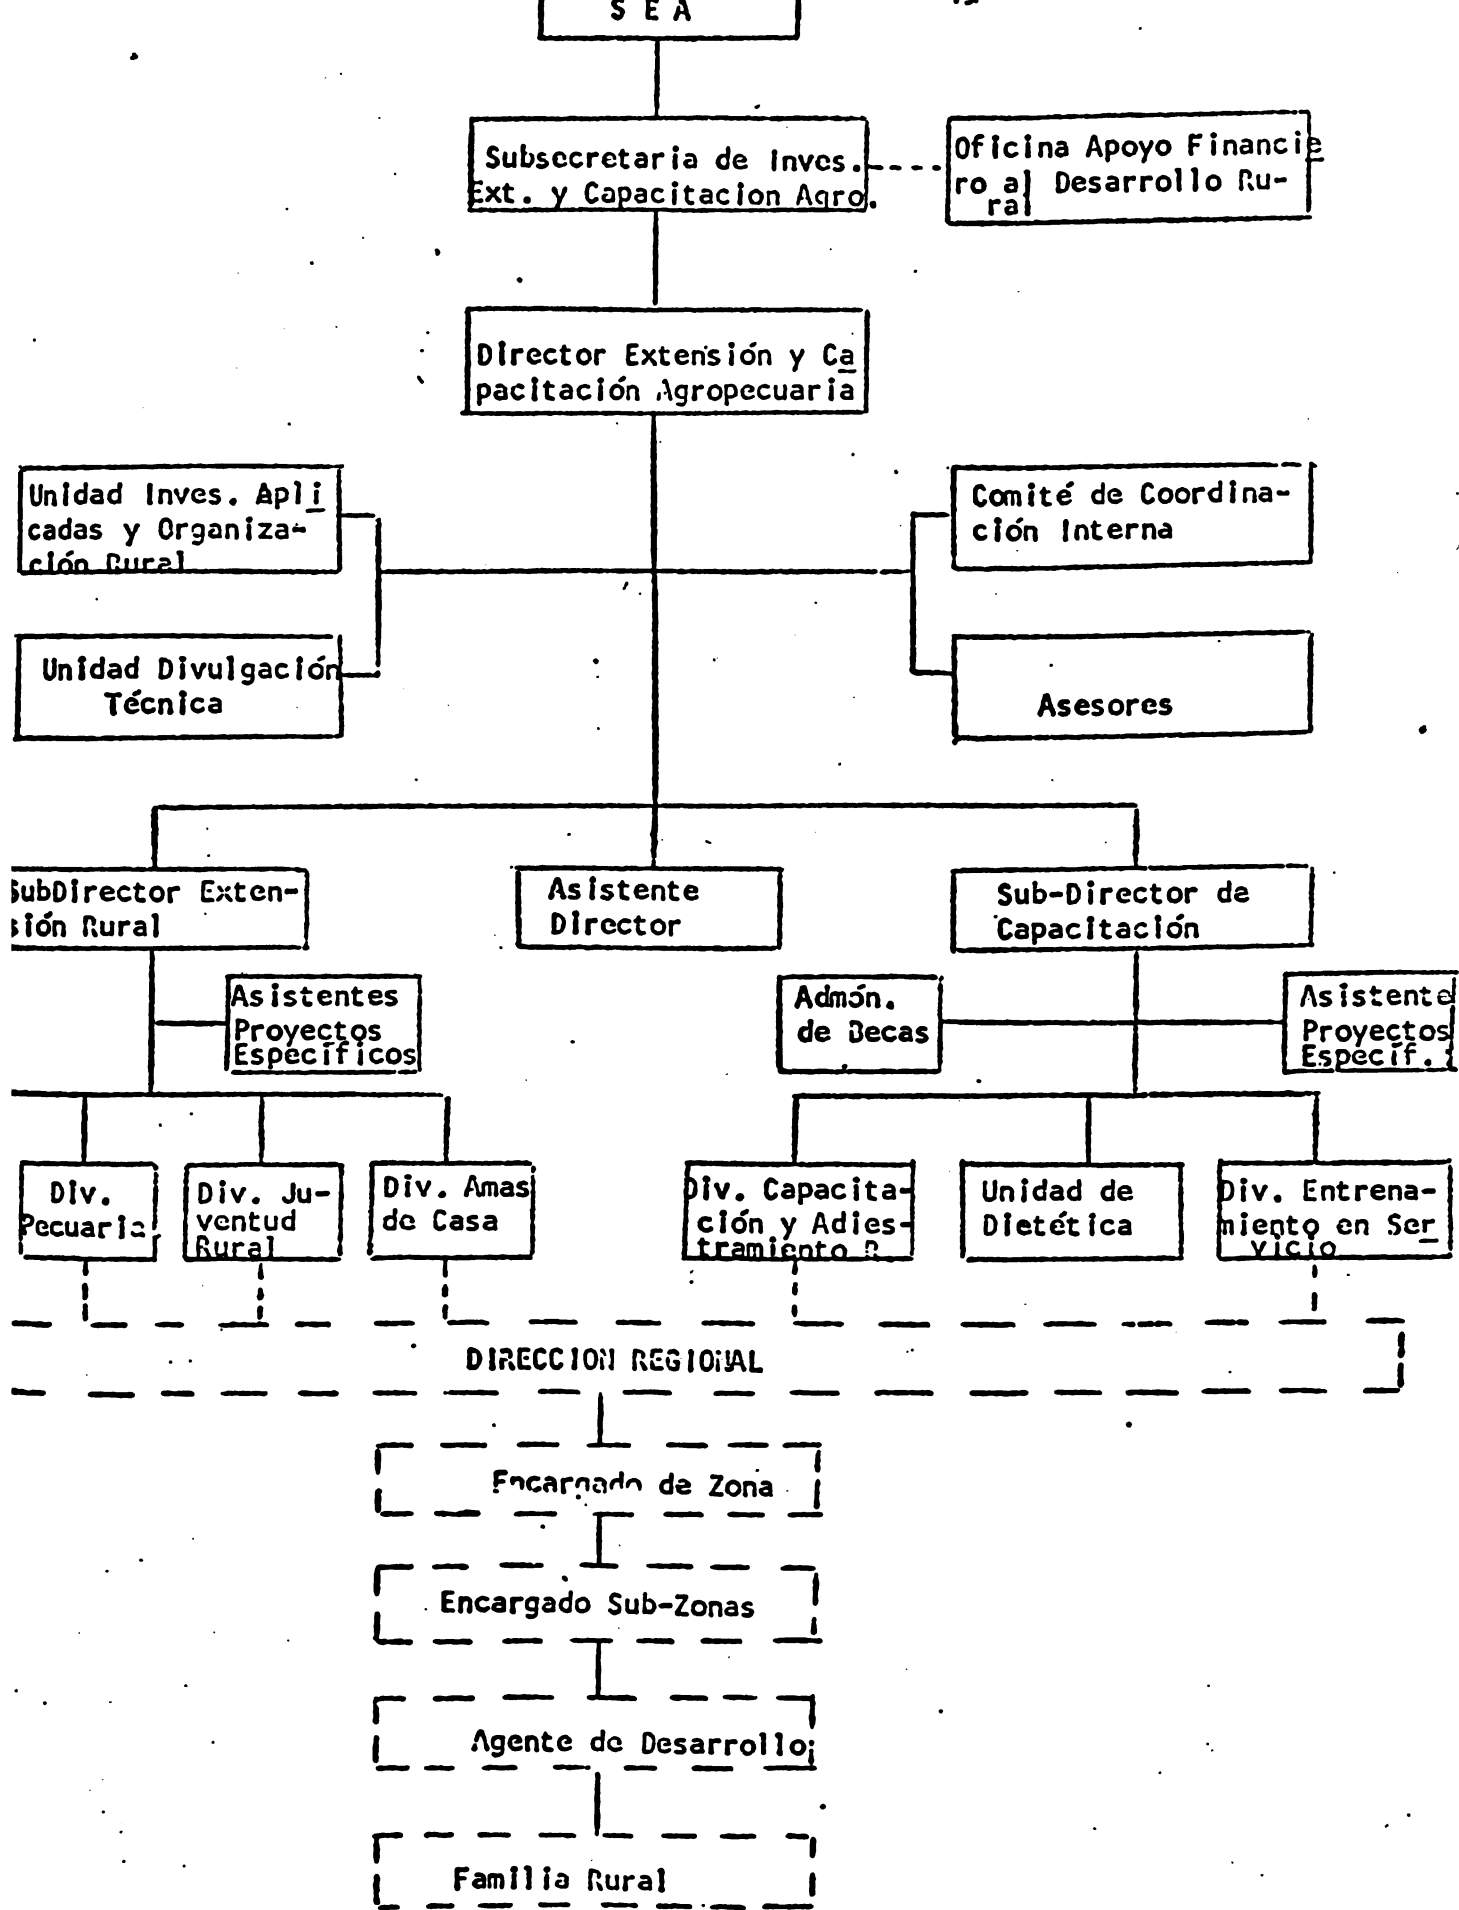 S E A
Subsecretaria de Inves.
Ext. y Capacitacion Agro.
Oficina Apoyo Financie
ro al Desarrollo Ru-
ral
Director Extensión y Ca
pacitación Agropecuaria
Unidad Inves. Apli
cadas y Organiza-
ción Rural
Comité de Coordina-
ción Interna
Unidad Divulgación
Técnica
Asesores
SubDirector Exten-
sión Rural
Asistente
Director
Sub-Director de
Capacitación
Asistentes
Proyectos
Específicos
Admón.
de Becas
Asistente
Proyectos
Específ.
Div.
Pecuaria
Div. Ju-
ventud
Rural
Div. Amas
de Casa
Div. Capacita-
ción y Adies-
tramiento R
Unidad de
Dietética
Div. Entrena-
miento en Ser
vicio
DIRECCION REGIONAL
Encargado de Zona
Encargado Sub-Zonas
Agente de Desarrollo
Familia Rural